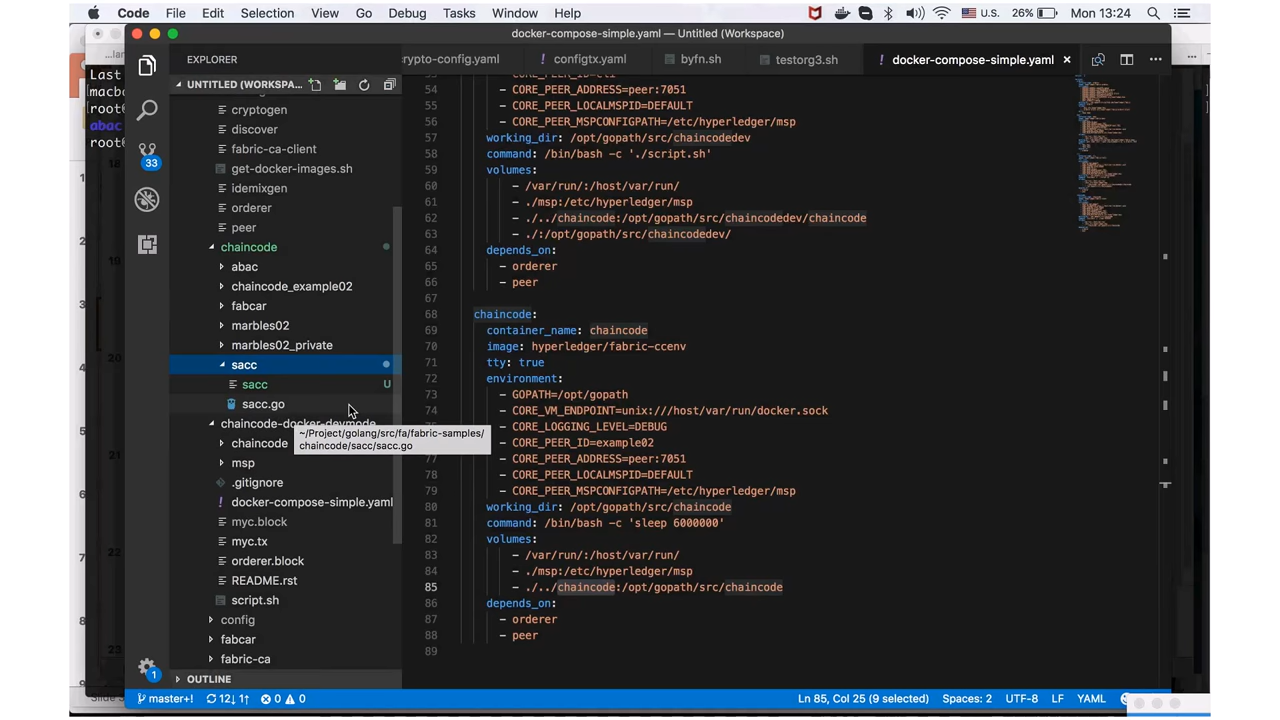 Code File Edit Selection View Go Debug Tasks Window Help U.S. 26% Mon 13:24
docker-compose-simple.yaml — Untitled (Workspace)
...lan
Last
macbo
root@
abac
root@
EXPLORER
crypto-config.yaml
configtx.yaml
byfn.sh
testorg3.sh
docker-compose-simple.yaml
UNTITLED (WORKSPA...
cryptogen
discover
fabric-ca-client
get-docker-images.sh
idemixgen
orderer
peer
chaincode
abac
chaincode_example02
fabcar
marbles02
marbles02_private
sacc
sacc U
sacc.go
chaincode-docker-devmode
~/Project/golang/src/fa/fabric-samples/
chaincode/sacc/sacc.go
chaincode
msp
.gitignore
docker-compose-simple.yaml
myc.block
myc.tx
orderer.block
README.rst
script.sh
config
fabcar
fabric-ca
OUTLINE
33
1
53 - CORE_PEER_ID=cli
54 - CORE_PEER_ADDRESS=peer:7051
55 - CORE_PEER_LOCALMSPID=DEFAULT
56 - CORE_PEER_MSPCONFIGPATH=/etc/hyperledger/msp
57 working_dir: /opt/gopath/src/chaincodedev
58 command: /bin/bash -c './script.sh'
59 volumes:
60 - /var/run/:/host/var/run/
61 - ./msp:/etc/hyperledger/msp
62 - ./../chaincode:/opt/gopath/src/chaincodedev/chaincode
63 - ./:/opt/gopath/src/chaincodedev/
64 depends_on:
65 - orderer
66 - peer
67
68 chaincode:
69 container_name: chaincode
70 image: hyperledger/fabric-ccenv
71 tty: true
72 environment:
73 - GOPATH=/opt/gopath
74 - CORE_VM_ENDPOINT=unix:///host/var/run/docker.sock
- CORE_LOGGING_LEVEL=DEBUG
- CORE_PEER_ID=example02
77 - CORE_PEER_ADDRESS=peer:7051
78 - CORE_PEER_LOCALMSPID=DEFAULT
79 - CORE_PEER_MSPCONFIGPATH=/etc/hyperledger/msp
80 working_dir: /opt/gopath/src/chaincode
81 command: /bin/bash -c 'sleep 6000000'
82 volumes:
83 - /var/run/:/host/var/run/
84 - ./msp:/etc/hyperledger/msp
85 - ./../chaincode:/opt/gopath/src/chaincode
86 depends_on:
87 - orderer
88 - peer
89
master+! 12↓ 1↑ 0 0 Ln 85, Col 25 (9 selected) Spaces: 2 UTF-8 LF YAML